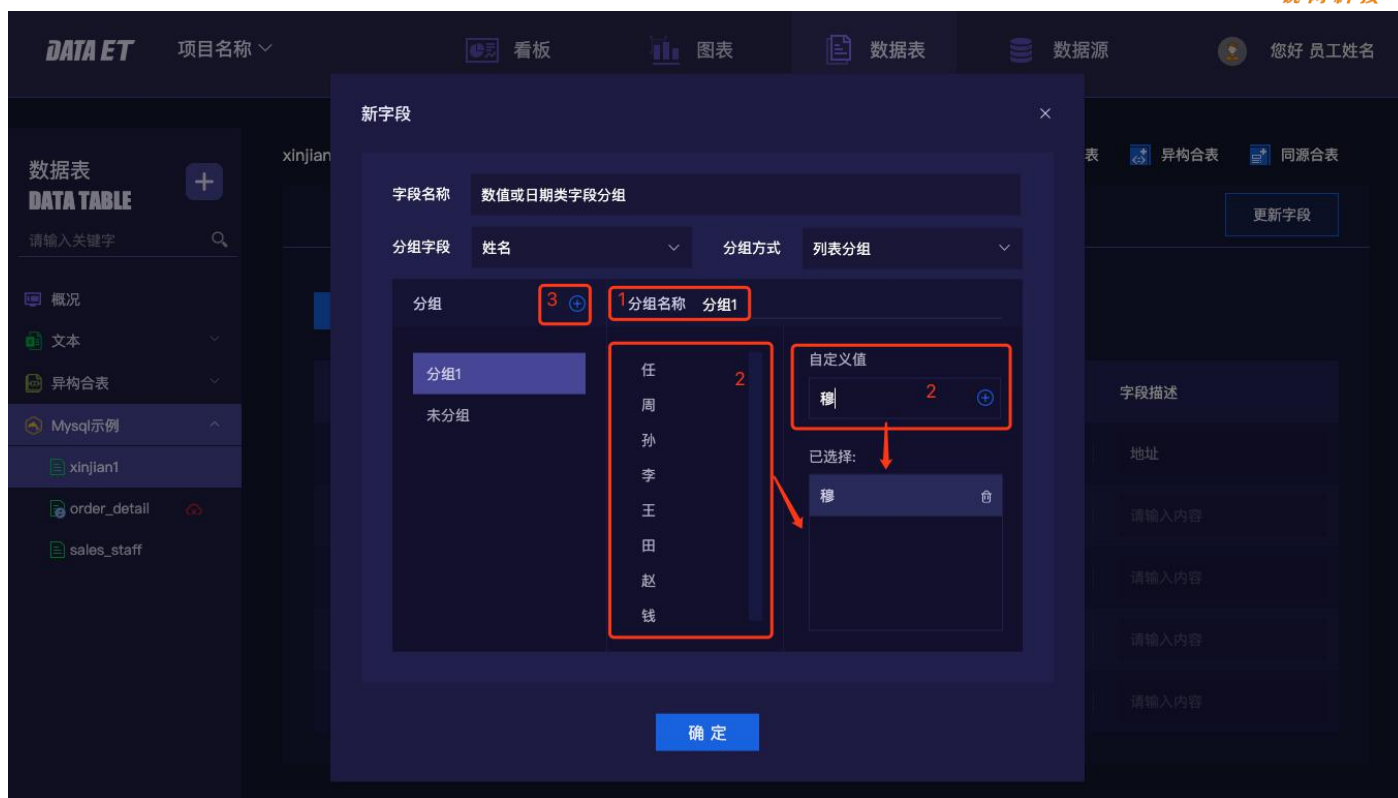 DATA ET 项目名称 看板 图表 数据表 数据源 您好 员工姓名
新字段
xinjian 表 异构合表 同源合表
数据表
DATA TABLE
请输入关键字
更新字段
字段名称 数值或日期类字段分组
分组字段 姓名 分组方式 列表分组
概况
文本
异构合表
Mysql示例
xinjian1
order_detail
sales_staff
分组 3 1 分组名称 分组1
分组1
未分组
任
周
孙
李
王
田
赵
钱
2
自定义值
穆 2
已选择:
穆
字段描述
地址
请输入内容
请输入内容
请输入内容
请输入内容
确 定